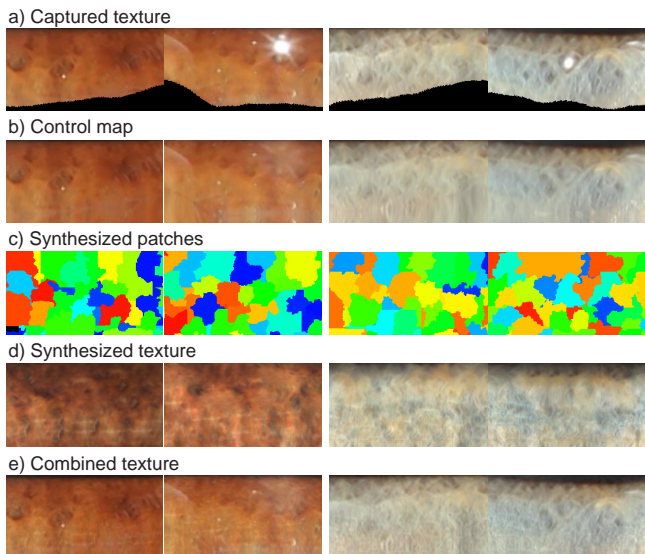 a) Captured texture
b) Control map
c) Synthesized patches
d) Synthesized texture
e) Combined texture